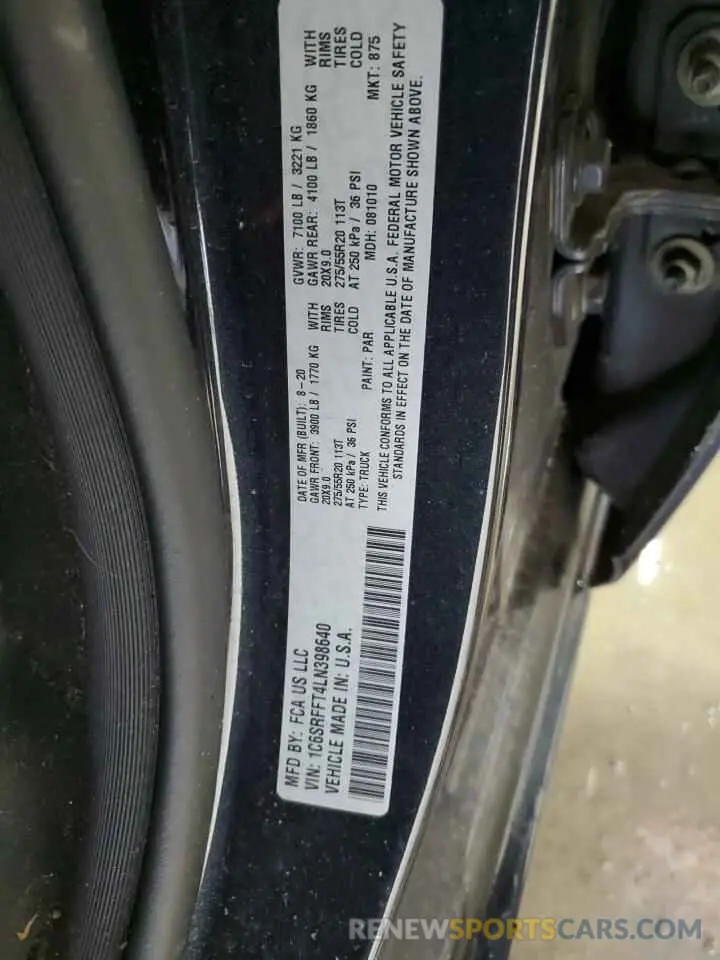 MFD BY: FCA US LLC
DATE OF MFR (BUILT): 8-20
GVWR: 7100 LB / 3221 KG
VIN: 1C6SRFFT4LN398640
GAWR FRONT: 3900 LB / 1770 KG WITH
GAWR REAR: 4100 LB / 1860 KG WITH
VEHICLE MADE IN: U.S.A.
20X9.0 RIMS
20X9.0 RIMS
275/55R20 113T TIRES
275/55R20 113T TIRES
AT 250 kPa / 36 PSI COLD
AT 250 kPa / 36 PSI COLD
TYPE: TRUCK PAINT: PAR MDH: 081010 MKT: 875
THIS VEHICLE CONFORMS TO ALL APPLICABLE U.S.A. FEDERAL MOTOR VEHICLE SAFETY
STANDARDS IN EFFECT ON THE DATE OF MANUFACTURE SHOWN ABOVE.
RENEWSPORTSCARS.COM